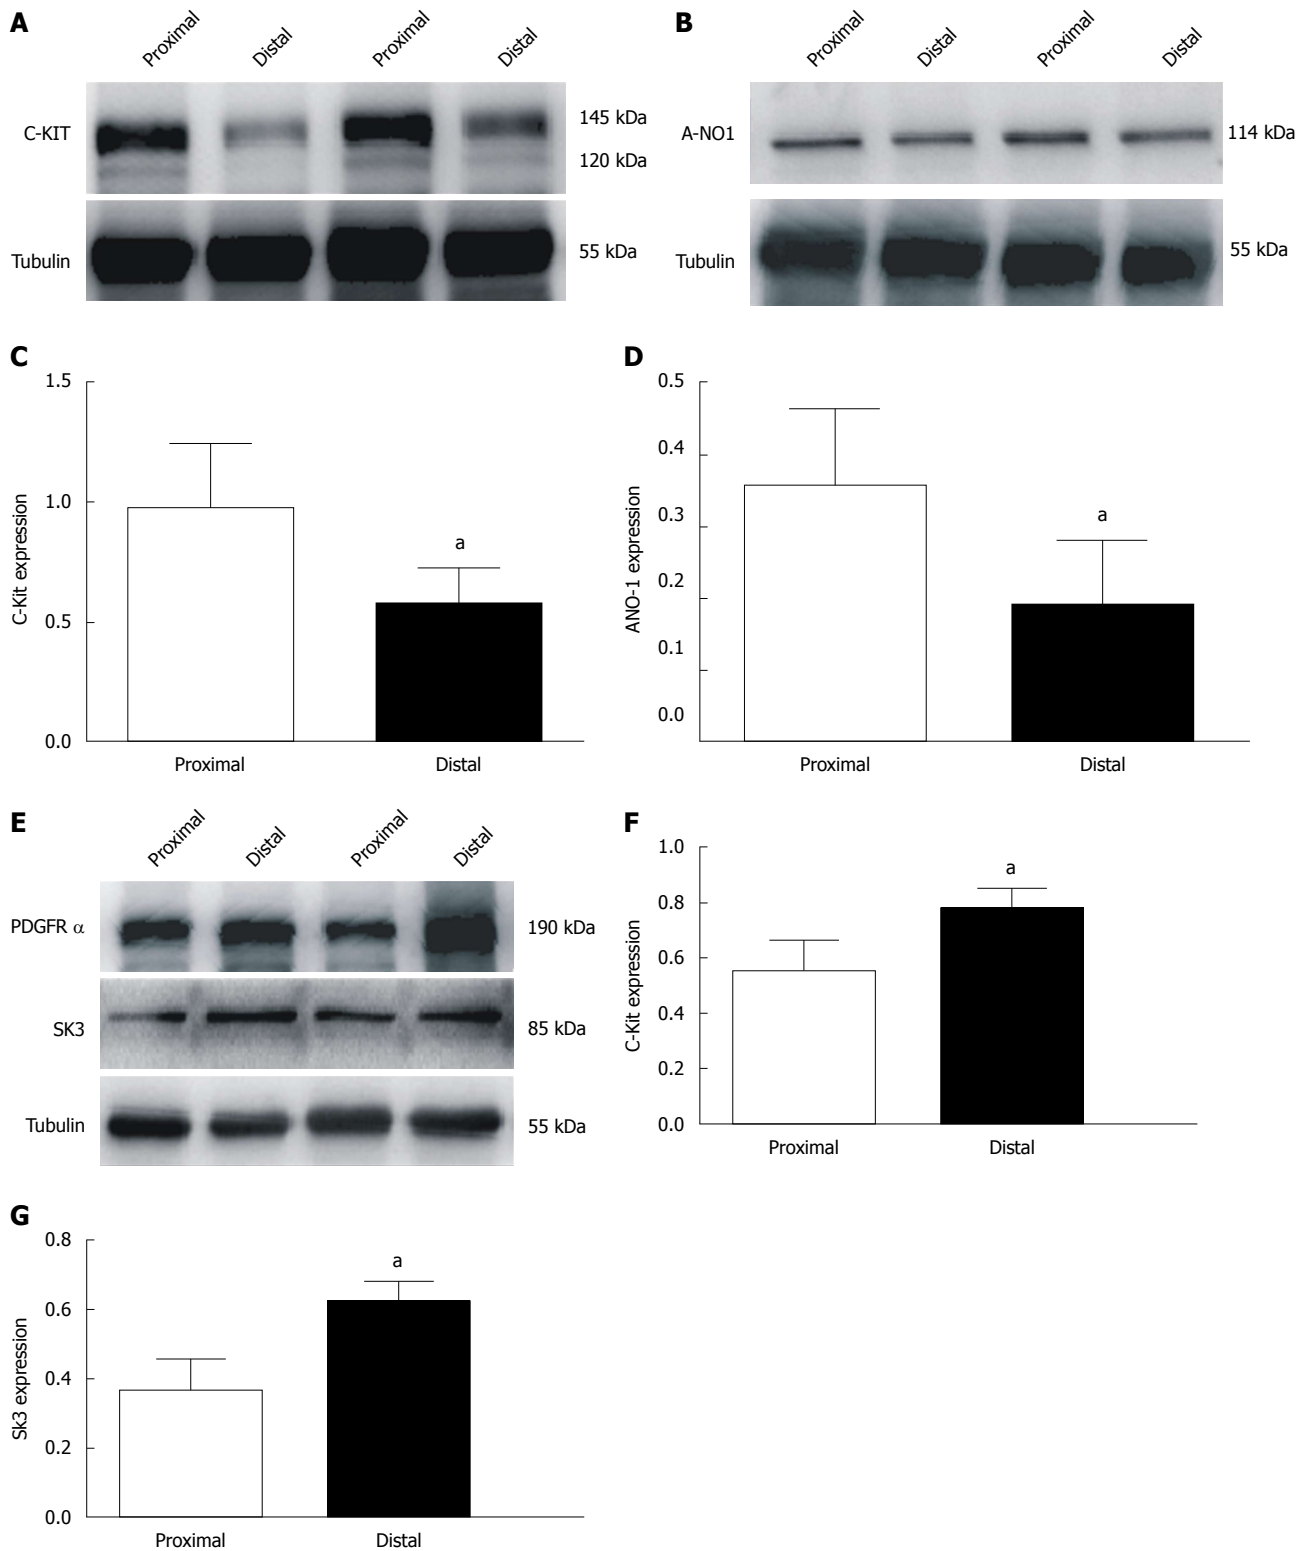 A
Proximal
Distal
Proximal
Distal
C-KIT
145 kDa
120 kDa
Tubulin
55 kDa
B
Proximal
Distal
Proximal
Distal
A-NO1
114 kDa
Tubulin
55 kDa
C
1.5
1.0
0.5
0.0
C-Kit expression
a
Proximal
Distal
D
0.5
0.4
0.3
0.2
0.1
0.0
ANO-1 expression
a
Proximal
Distal
E
Proximal
Distal
Proximal
Distal
PDGFR α
190 kDa
SK3
85 kDa
Tubulin
55 kDa
F
1.0
0.8
0.6
0.4
0.2
0.0
C-Kit expression
a
Proximal
Distal
G
0.8
0.6
0.4
0.2
0.0
Sk3 expression
a
Proximal
Distal